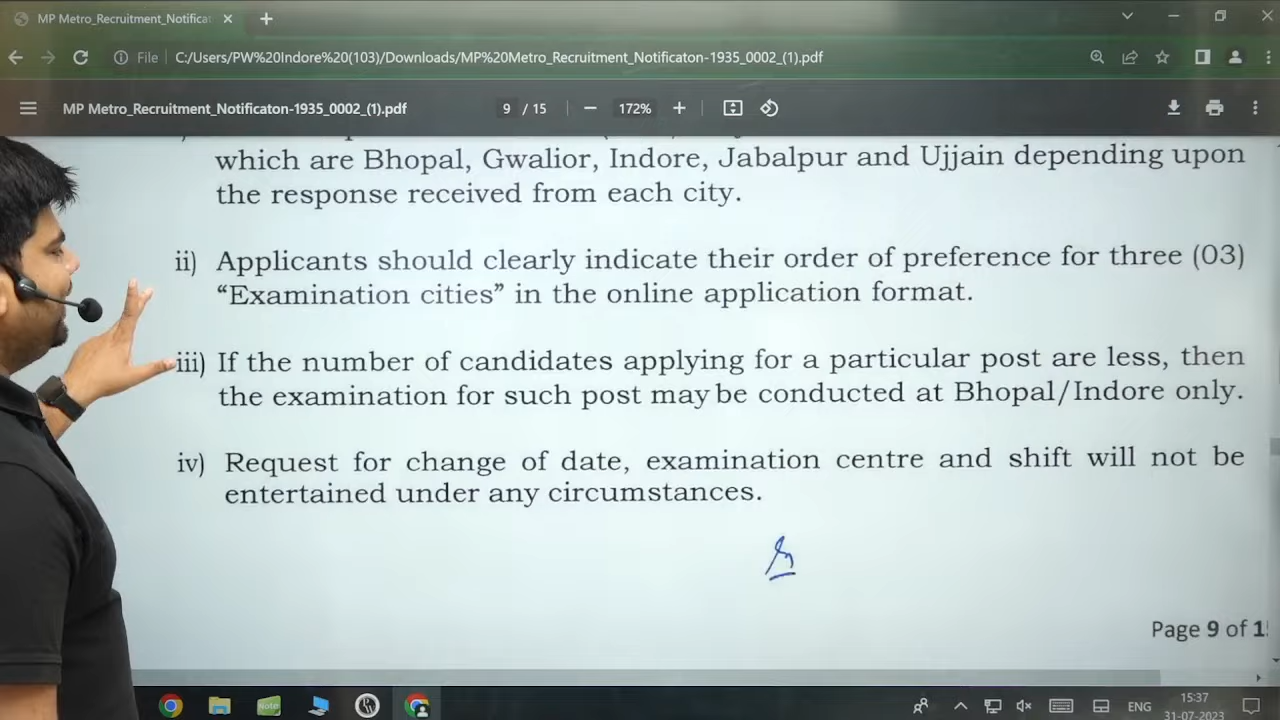 MP Metro_Recruitment_Notificat
File
C:/Users/PW%20Indore%20(103)/Downloads/MP%20Metro_Recruitment_Notificaton-1935_0002_(1).pdf
MP Metro_Recruitment_Notificaton-1935_0002_(1).pdf
9 / 15
172%
which are Bhopal, Gwalior, Indore, Jabalpur and Ujjain depending upon
the response received from each city.
ii) Applicants should clearly indicate their order of preference for three (03)
“Examination cities” in the online application format.
iii) If the number of candidates applying for a particular post are less, then
the examination for such post may be conducted at Bhopal/Indore only.
iv) Request for change of date, examination centre and shift will not be
entertained under any circumstances.
Page 9 of 1
Note
ENG
15:37
31-07-2023